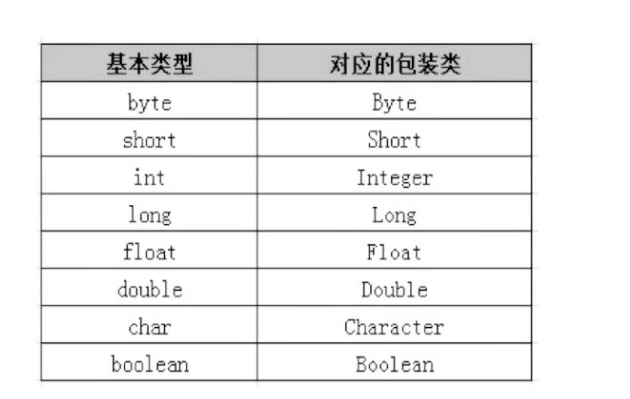 基本类型 对应的包装类
byte Byte
short Short
int Integer
long Long
float Float
double Double
char Character
boolean Boolean